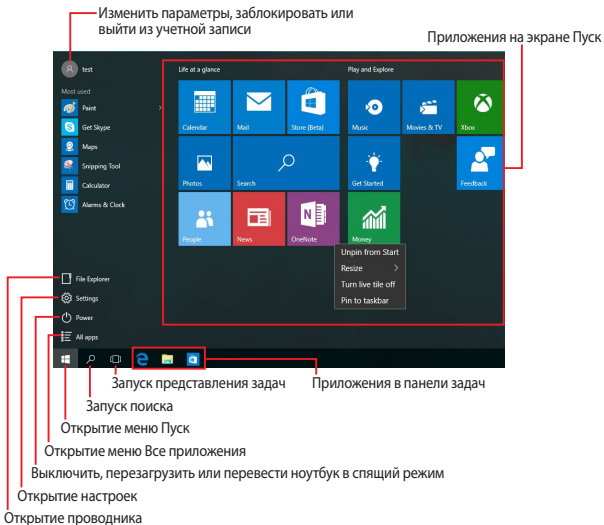 Изменить параметры, заблокировать или
выйти из учетной записи
Приложения на экране Пуск
test
Life at a glance
Play and Explore
Most used
Paint
Get Skype
Maps
Snipping Tool
Calculator
Alarms & Clock
Calendar
Mail
Store (Beta)
Music
Movies & TV
Xbox
Photos
Search
Get Started
Feedback
People
News
OneNote
Money
Unpin from Start
Resize
Turn live tile off
Pin to taskbar
File Explorer
Settings
Power
All apps
Запуск представления задач
Приложения в панели задач
Запуск поиска
Открытие меню Пуск
Открытие меню Все приложения
Выключить, перезагрузить или перевести ноутбук в спящий режим
Открытие настроек
Открытие проводника